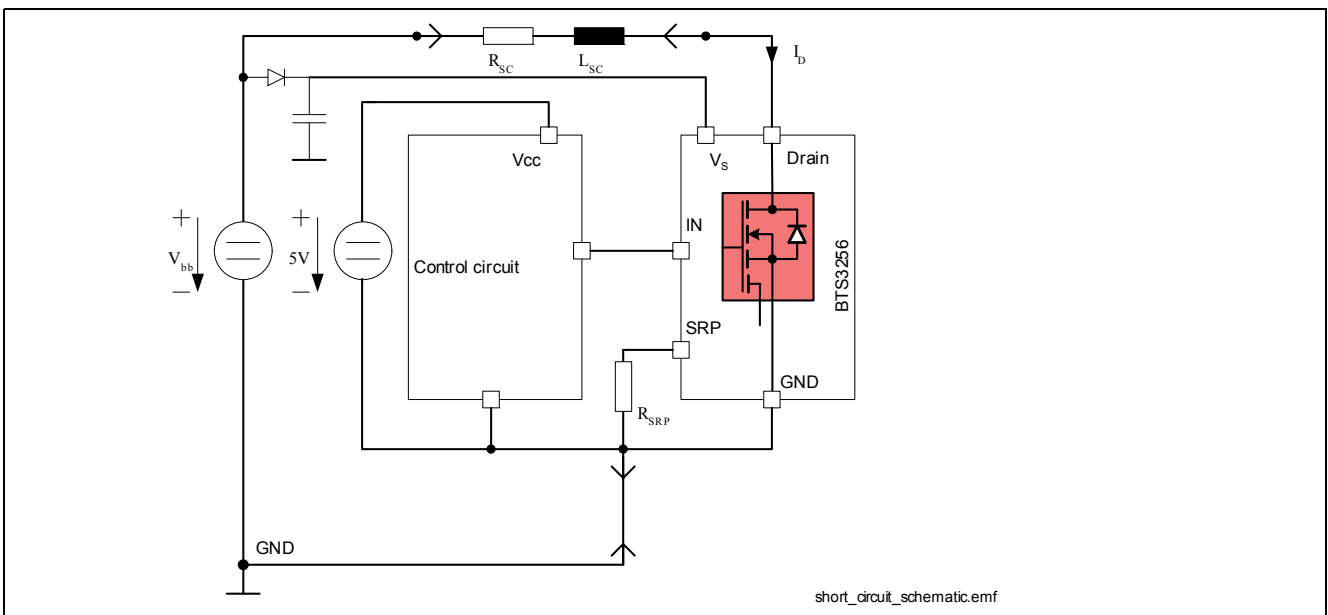 I_D
R_SC
L_SC
Vcc
V_S
Drain
+
+
IN
V_bb
5V
Control circuit
BTS3256
−
−
SRP
GND
R_SRP
GND
short_circuit_schematic.emf